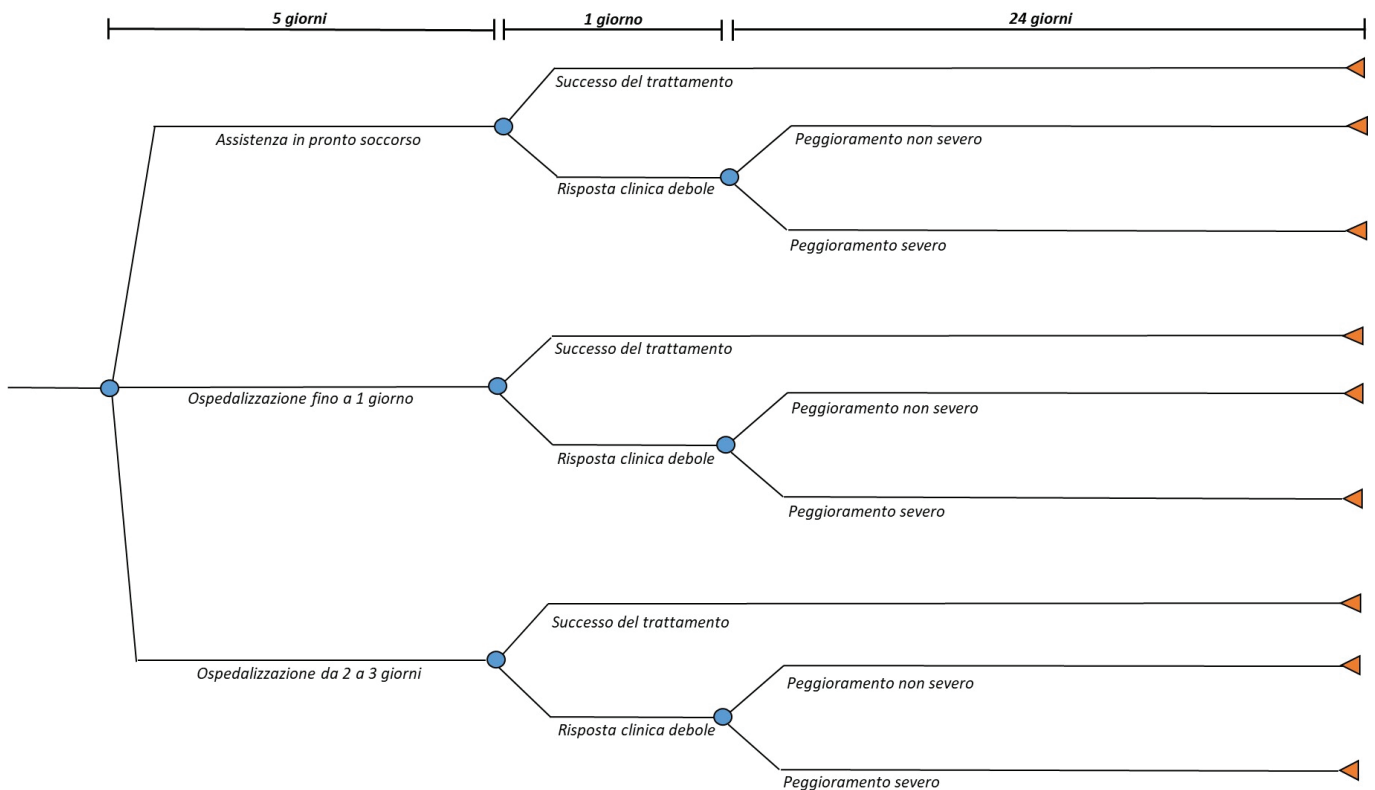 5 giorni
1 giorno
24 giorni
Successo del trattamento
Assistenza in pronto soccorso
Peggioramento non severo
Risposta clinica debole
Peggioramento severo
Successo del trattamento
Ospedalizzazione fino a 1 giorno
Peggioramento non severo
Risposta clinica debole
Peggioramento severo
Successo del trattamento
Ospedalizzazione da 2 a 3 giorni
Peggioramento non severo
Risposta clinica debole
Peggioramento severo